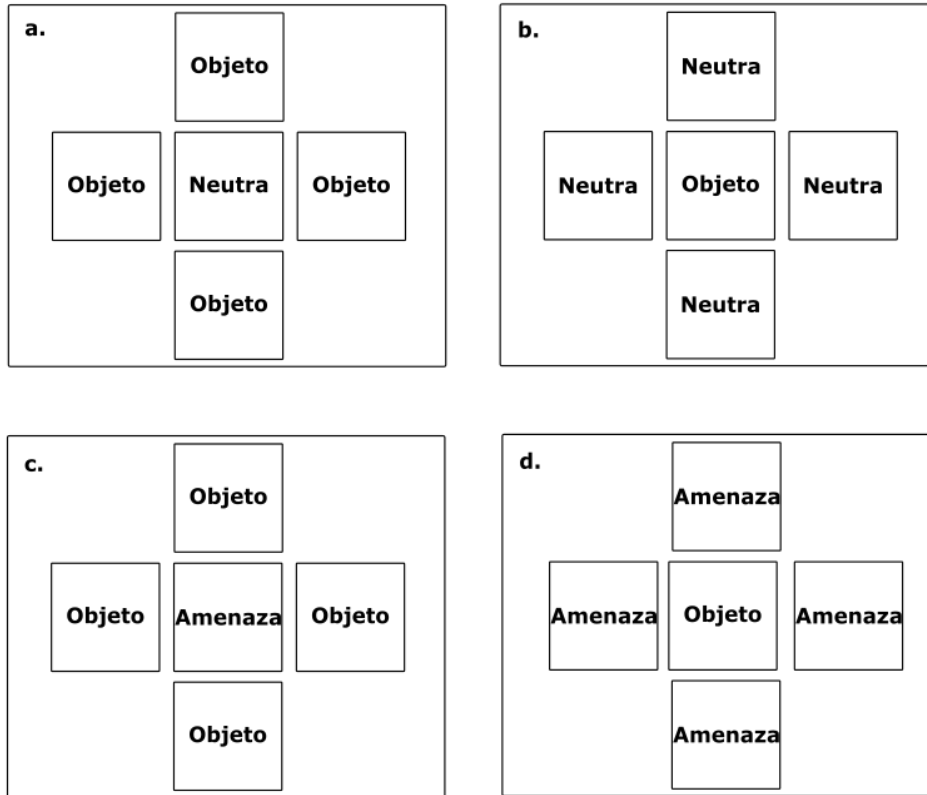 a.
Objeto
Objeto Neutra Objeto
Objeto
b.
Neutra
Neutra Objeto Neutra
Neutra
c.
Objeto
Objeto Amenaza Objeto
Objeto
d.
Amenaza
Amenaza Objeto Amenaza
Amenaza